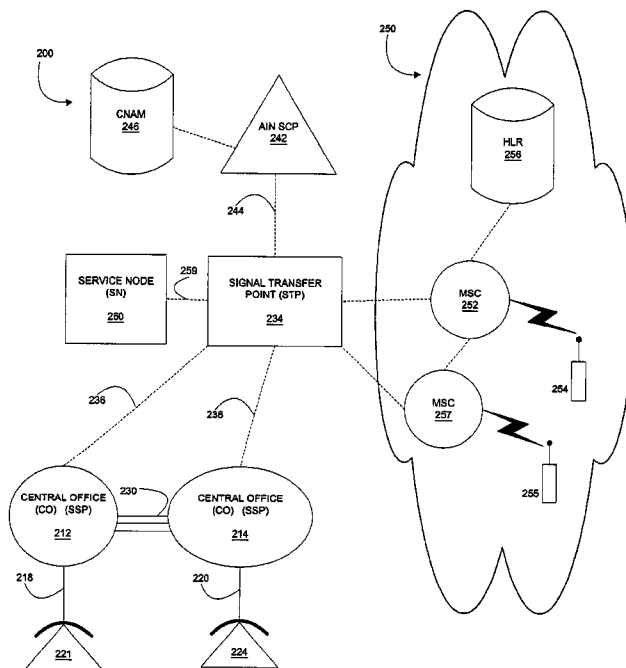 200
250
CNAM
246
AIN SCP
242
HLR
256
244
259
SERVICE NODE
(SN)
260
SIGNAL TRANSFER
POINT (STP)
234
MSC
252
236
238
MSC
257
254
255
230
CENTRAL OFFICE
(CO) (SSP)
212
CENTRAL OFFICE
(CO) (SSP)
214
218
220
221
224